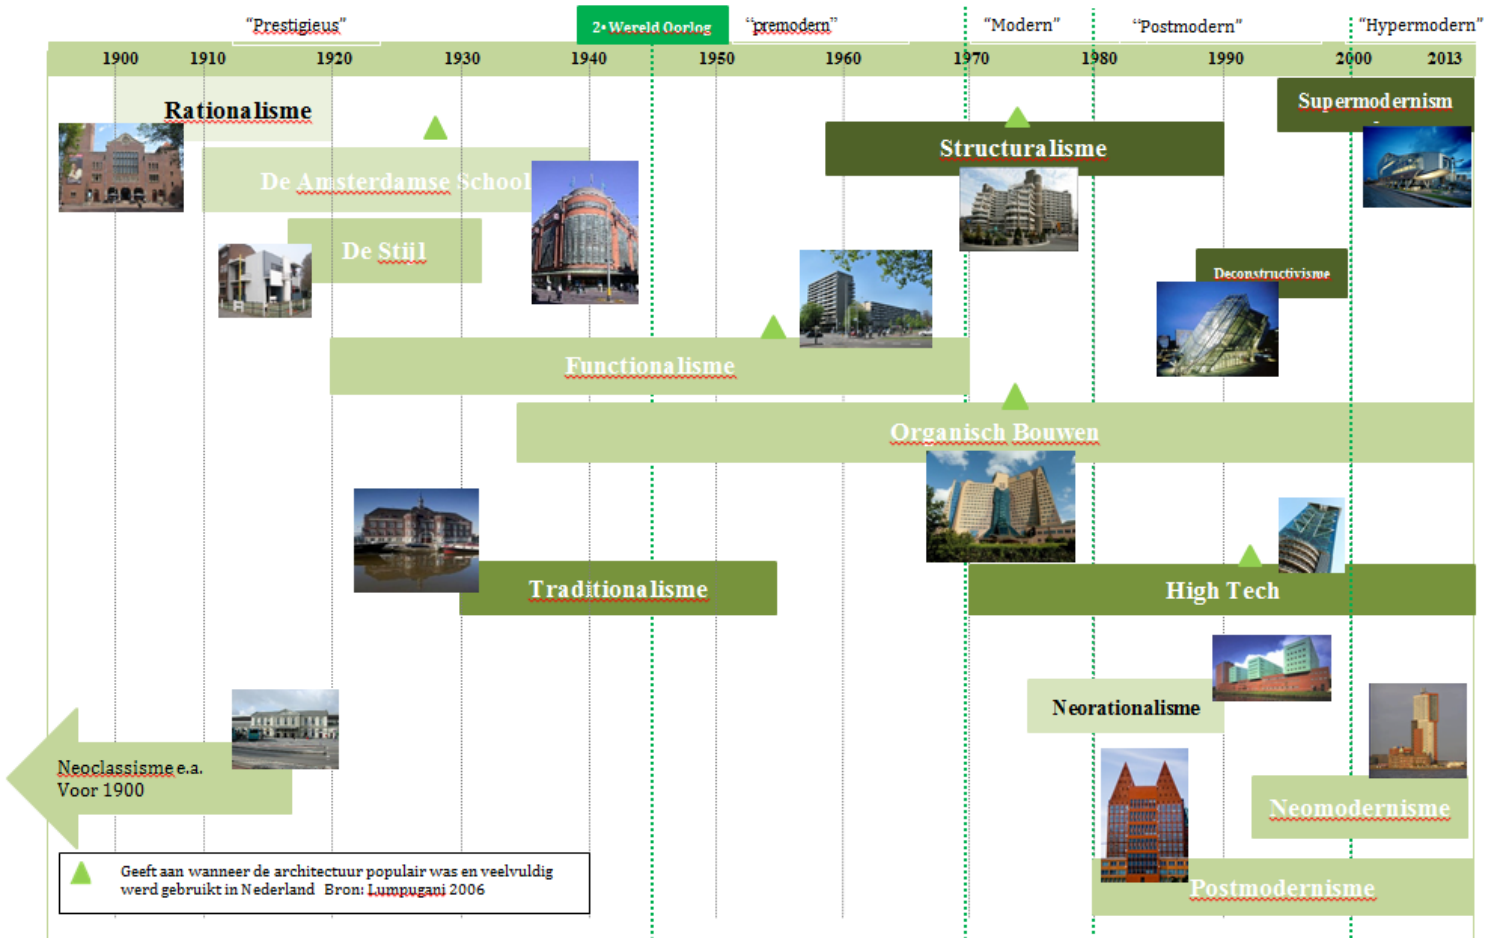 “Prestigieus”
2e Wereld Oorlog
“premodern”
“Modern”
“Postmodern”
“Hypermodern”
1900 1910 1920 1930 1940 1950 1960 1970 1980 1990 2000 2013
Rationalisme
Supermodernism
-
Structuralisme
De Amsterdamse School
De Stijl
Deconstructivisme
Functionalisme
Organisch Bouwen
Traditionalisme
High Tech
Neorationalisme
Neoclassisme e.a.
Voor 1900
Neomodernisme
Postmodernisme
Geeft aan wanneer de architectuur populair was en veelvuldig
werd gebruikt in Nederland Bron: Lumpugani 2006